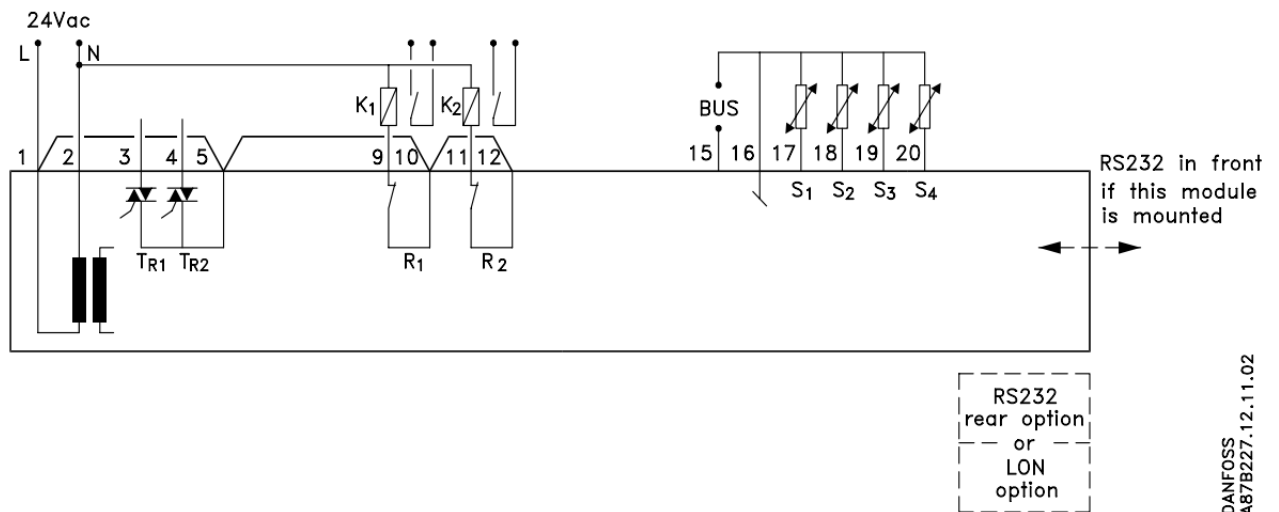 24Vac
L N
K1 K2
BUS
1 2 3 4 5 9 10 11 12 15 16 17 18 19 20
S1 S2 S3 S4
TR1 TR2 R1 R2
RS232 in front
if this module
is mounted
RS232
rear option
or
LON
option
DANFOSS
A87B227.12.11.02